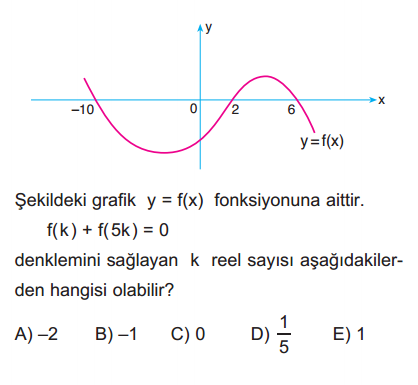 y
x
–10 0 2 6
y=f(x)
Şekildeki grafik y = f(x) fonksiyonuna aittir.
f(k) + f(5k) = 0
denklemini sağlayan k reel sayısı aşağıdakiler-
den hangisi olabilir?
A) –2 B) –1 C) 0 D) 1/5 E) 1